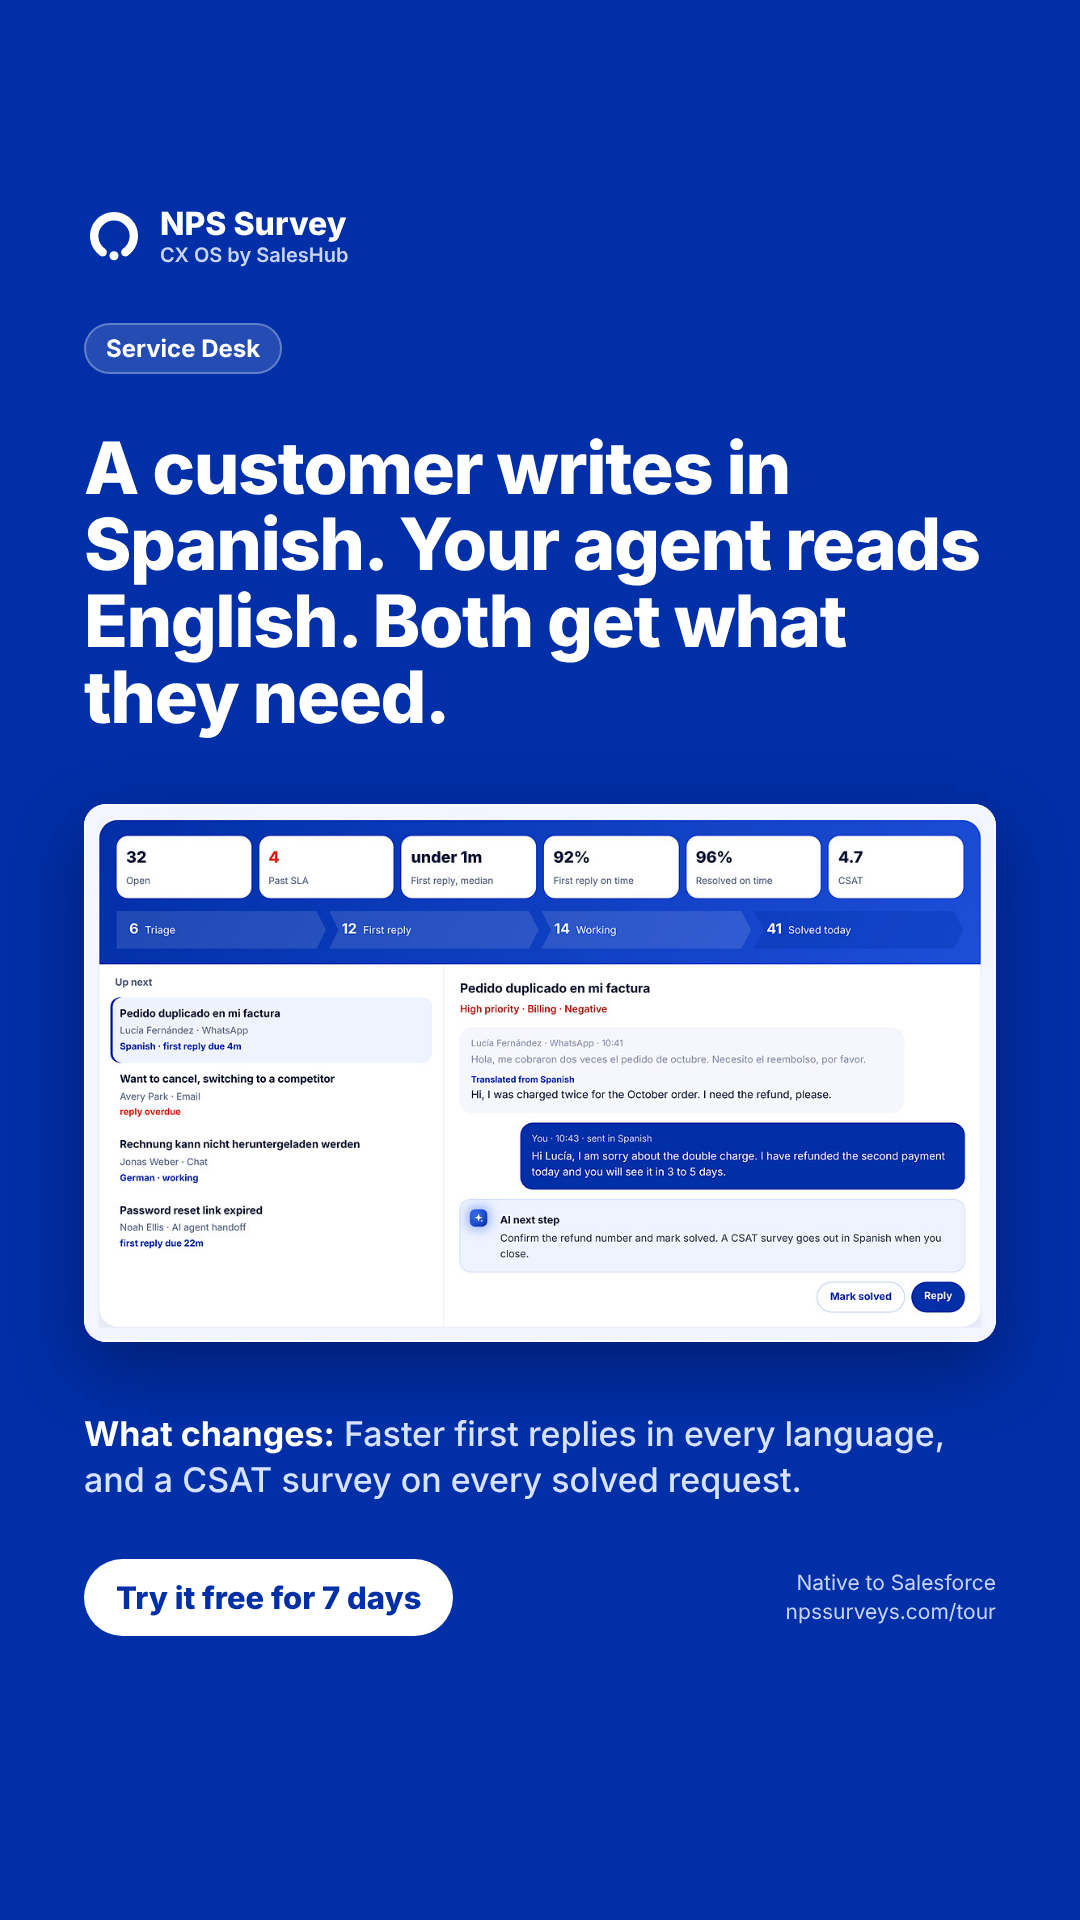 NPS Survey
CX OS by SalesHub
Service Desk
A customer writes in
Spanish. Your agent reads
English. Both get what
they need.
32
Open
4
Past SLA
under 1m
First reply, median
92%
First reply on time
96%
Resolved on time
4.7
CSAT
6 Triage
12 First reply
14 Working
41 Solved today
Up next
Pedido duplicado en mi factura
Lucía Fernández · WhatsApp
Spanish · first reply due 4m
Want to cancel, switching to a competitor
Avery Park · Email
reply overdue
Rechnung kann nicht heruntergeladen werden
Jonas Weber · Chat
German · working
Password reset link expired
Noah Ellis · AI agent handoff
first reply due 22m
Pedido duplicado en mi factura
High priority · Billing · Negative
Lucía Fernández · WhatsApp · 10:41
Hola, me cobraron dos veces el pedido de octubre. Necesito el reembolso, por favor.
Translated from Spanish
Hi, I was charged twice for the October order. I need the refund, please.
You · 10:43 · sent in Spanish
Hi Lucía, I am sorry about the double charge. I have refunded the second payment
today and you will see it in 3 to 5 days.
AI next step
Confirm the refund number and mark solved. A CSAT survey goes out in Spanish when you
close.
Mark solved
Reply
What changes: Faster first replies in every language,
and a CSAT survey on every solved request.
Try it free for 7 days
Native to Salesforce
npssurveys.com/tour